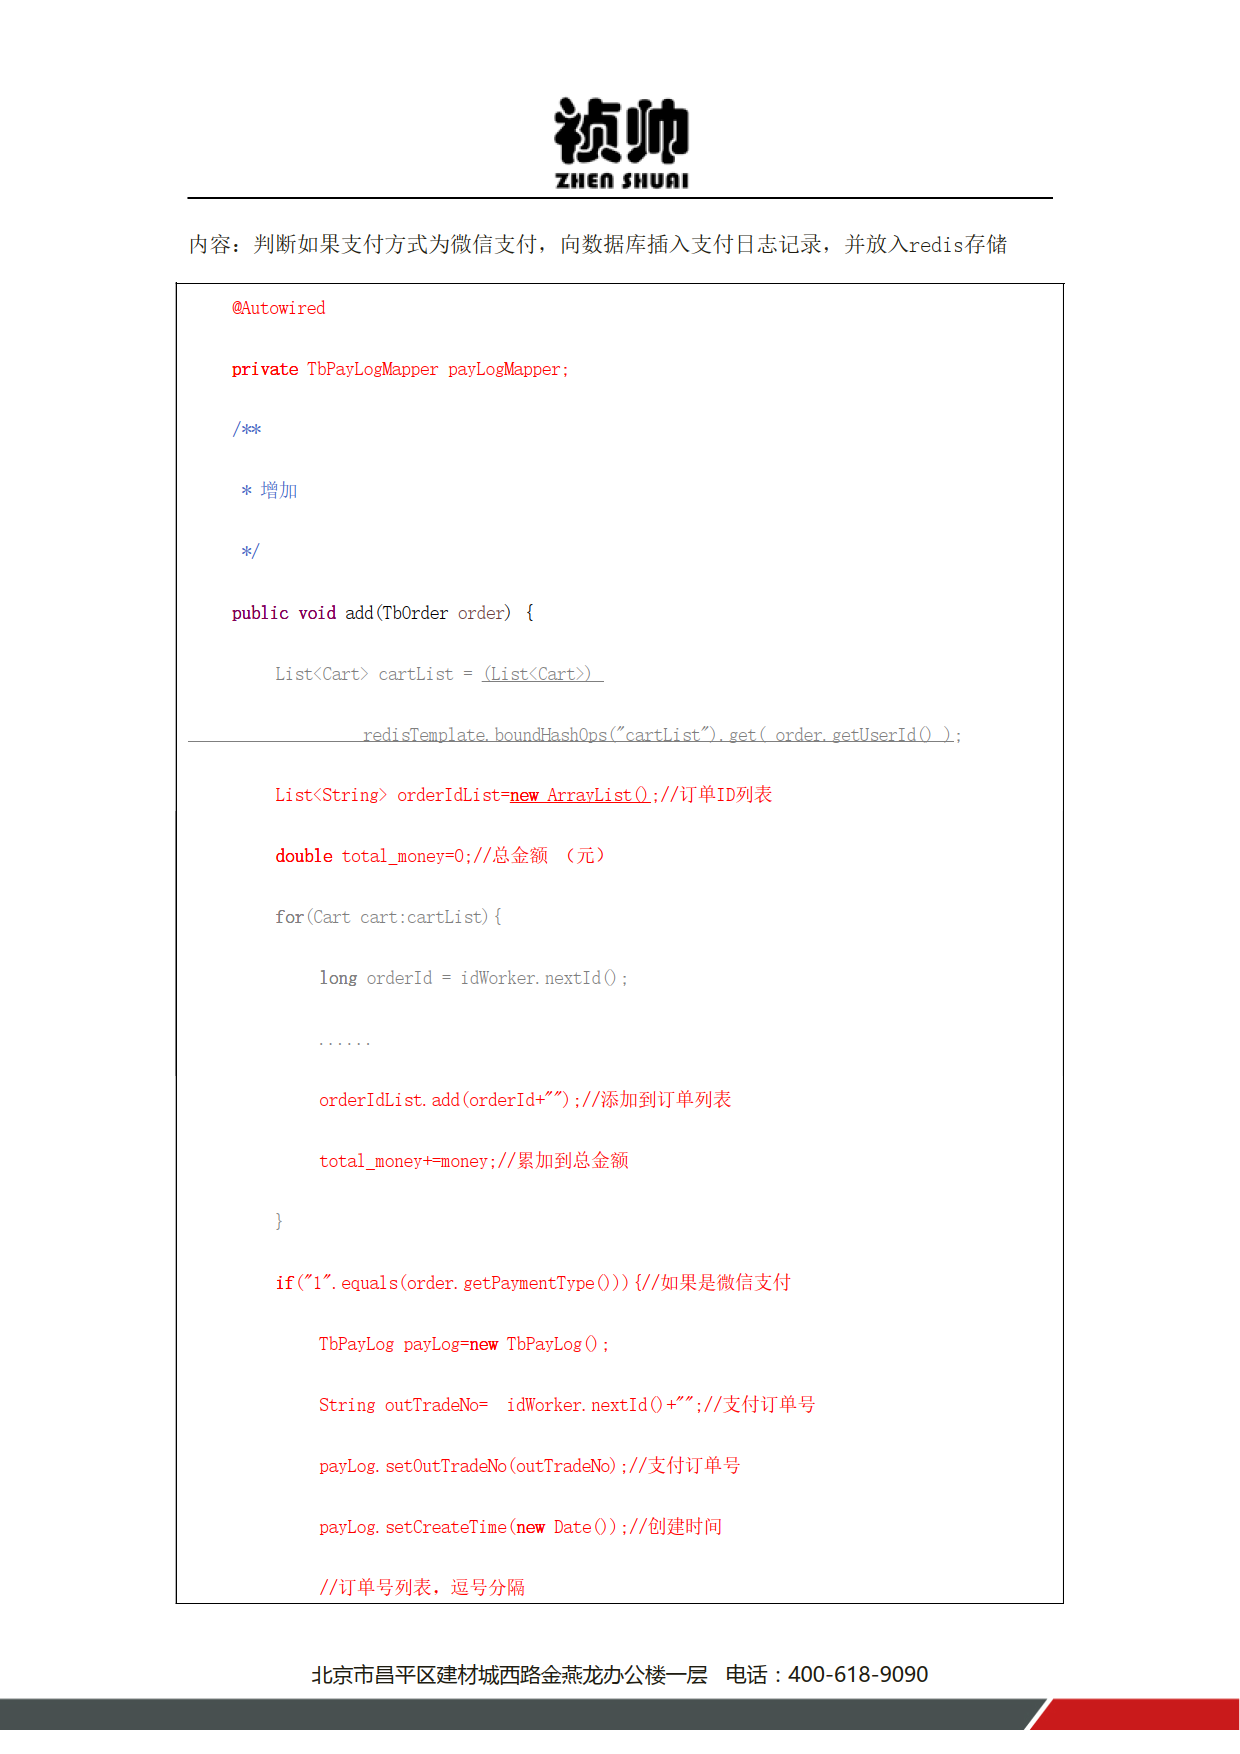 祯帅
ZHEN SHUAI
内容：判断如果支付方式为微信支付，向数据库插入支付日志记录，并放入redis存储
@Autowired
private TbPayLogMapper payLogMapper;
/**
* 增加
*/
public void add(TbOrder order) {
List<Cart> cartList = (List<Cart>)
redisTemplate.boundHashOps("cartList").get( order.getUserId() );
List<String> orderIdList=new ArrayList();//订单ID列表
double total_money=0;//总金额 （元）
for(Cart cart:cartList){
long orderId = idWorker.nextId();
......
orderIdList.add(orderId+"");//添加到订单列表
total_money+=money;//累加到总金额
}
if("1".equals(order.getPaymentType())){//如果是微信支付
TbPayLog payLog=new TbPayLog();
String outTradeNo=  idWorker.nextId()+"";//支付订单号
payLog.setOutTradeNo(outTradeNo);//支付订单号
payLog.setCreateTime(new Date());//创建时间
//订单号列表，逗号分隔
北京市昌平区建材城西路金燕龙办公楼一层   电话：400-618-9090